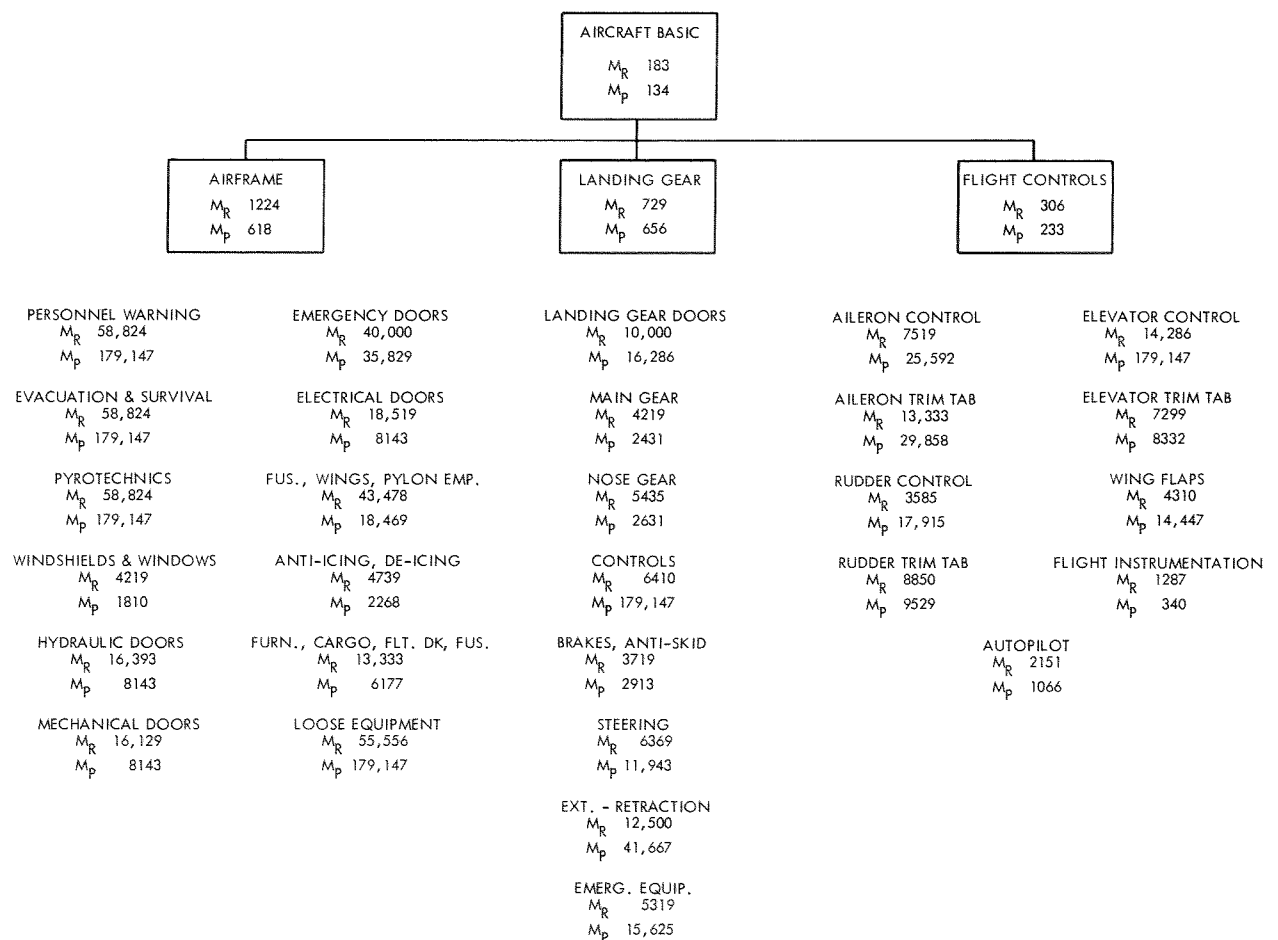 AIRCRAFT BASIC
M_R 183
M_P 134
AIRFRAME
M_R 1224
M_P 618
LANDING GEAR
M_R 729
M_P 656
FLIGHT CONTROLS
M_R 306
M_P 233
PERSONNEL WARNING
M_R 58,824
M_P 179,147
EVACUATION & SURVIVAL
M_R 58,824
M_P 179,147
PYROTECHNICS
M_R 58,824
M_P 179,147
WINDSHIELDS & WINDOWS
M_R 4219
M_P 1810
HYDRAULIC DOORS
M_R 16,393
M_P 8143
MECHANICAL DOORS
M_R 16,129
M_P 8143
EMERGENCY DOORS
M_R 40,000
M_P 35,829
ELECTRICAL DOORS
M_R 18,519
M_P 8143
FUS., WINGS, PYLON EMP.
M_R 43,478
M_P 18,469
ANTI-ICING, DE-ICING
M_R 4739
M_P 2268
FURN., CARGO, FLT. DK, FUS.
M_R 13,333
M_P 6177
LOOSE EQUIPMENT
M_R 55,556
M_P 179,147
LANDING GEAR DOORS
M_R 10,000
M_P 16,286
MAIN GEAR
M_R 4219
M_P 2431
NOSE GEAR
M_R 5435
M_P 2631
CONTROLS
M_R 6410
M_P 179,147
BRAKES, ANTI-SKID
M_R 3719
M_P 2913
STEERING
M_R 6369
M_P 11,943
EXT. - RETRACTION
M_R 12,500
M_P 41,667
EMERG. EQUIP.
M_R 5319
M_P 15,625
AILERON CONTROL
M_R 7519
M_P 25,592
AILERON TRIM TAB
M_R 13,333
M_P 29,858
RUDDER CONTROL
M_R 3585
M_P 17,915
RUDDER TRIM TAB
M_R 8850
M_P 9529
ELEVATOR CONTROL
M_R 14,286
M_P 179,147
ELEVATOR TRIM TAB
M_R 7299
M_P 8332
WING FLAPS
M_R 4310
M_P 14,447
FLIGHT INSTRUMENTATION
M_R 1287
M_P 340
AUTOPILOT
M_R 2151
M_P 1066